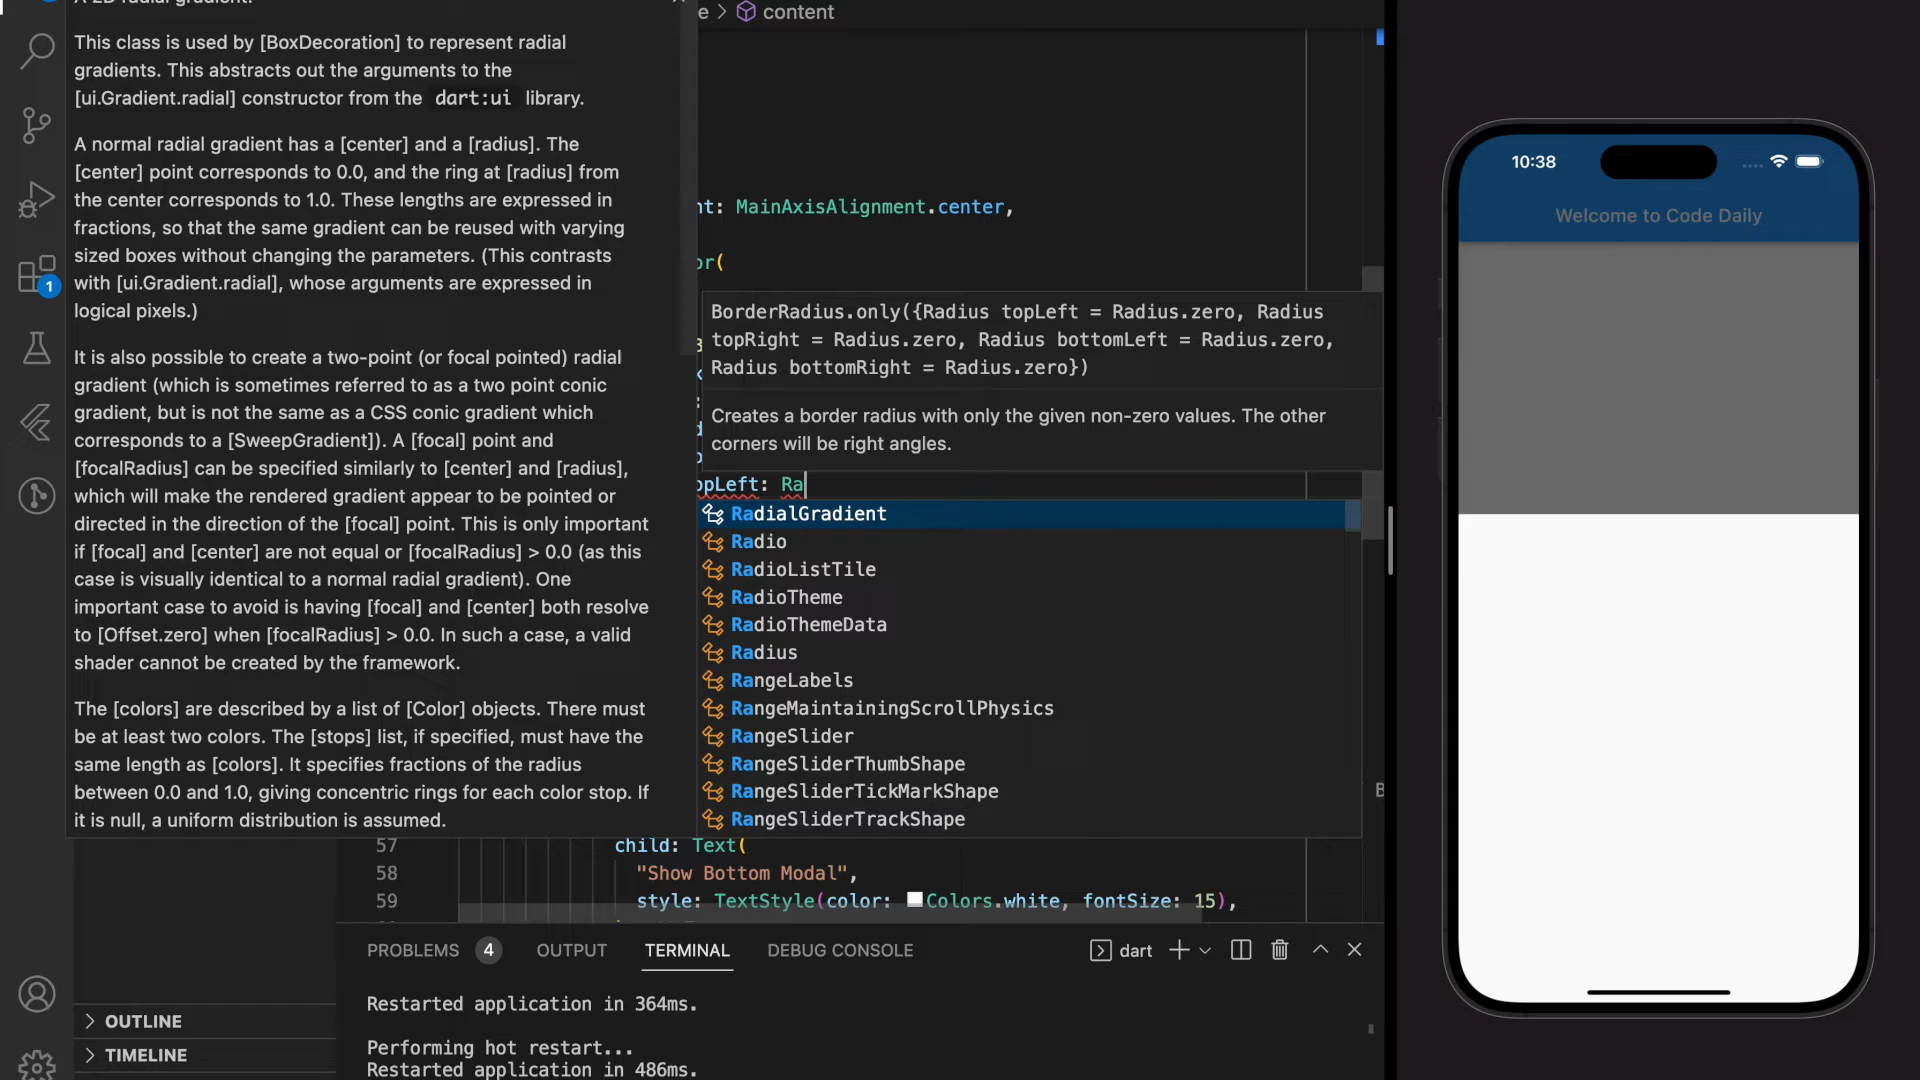 A 2D radial gradient.
This class is used by [BoxDecoration] to represent radial
gradients. This abstracts out the arguments to the
[ui.Gradient.radial] constructor from the dart:ui library.
A normal radial gradient has a [center] and a [radius]. The
[center] point corresponds to 0.0, and the ring at [radius] from
the center corresponds to 1.0. These lengths are expressed in
fractions, so that the same gradient can be reused with varying
sized boxes without changing the parameters. (This contrasts
with [ui.Gradient.radial], whose arguments are expressed in
logical pixels.)
It is also possible to create a two-point (or focal pointed) radial
gradient (which is sometimes referred to as a two point conic
gradient, but is not the same as a CSS conic gradient which
corresponds to a [SweepGradient]). A [focal] point and
[focalRadius] can be specified similarly to [center] and [radius],
which will make the rendered gradient appear to be pointed or
directed in the direction of the [focal] point. This is only important
if [focal] and [center] are not equal or [focalRadius] > 0.0 (as this
case is visually identical to a normal radial gradient). One
important case to avoid is having [focal] and [center] both resolve
to [Offset.zero] when [focalRadius] > 0.0. In such a case, a valid
shader cannot be created by the framework.
The [colors] are described by a list of [Color] objects. There must
be at least two colors. The [stops] list, if specified, must have the
same length as [colors]. It specifies fractions of the radius
between 0.0 and 1.0, giving concentric rings for each color stop. If
it is null, a uniform distribution is assumed.
1
e > content
nt: MainAxisAlignment.center,
or(
BorderRadius.only({Radius topLeft = Radius.zero, Radius
topRight = Radius.zero, Radius bottomLeft = Radius.zero,
Radius bottomRight = Radius.zero})
Creates a border radius with only the given non-zero values. The other
corners will be right angles.
opLeft: Ra
RadialGradient
Radio
RadioListTile
RadioTheme
RadioThemeData
Radius
RangeLabels
RangeMaintainingScrollPhysics
RangeSlider
RangeSliderThumbShape
RangeSliderTickMarkShape
RangeSliderTrackShape
57 child: Text(
58 "Show Bottom Modal",
59 style: TextStyle(color: Colors.white, fontSize: 15),
PROBLEMS 4 OUTPUT TERMINAL DEBUG CONSOLE dart
Restarted application in 364ms.
Performing hot restart...
Restarted application in 486ms.
OUTLINE
TIMELINE
10:38
Welcome to Code Daily